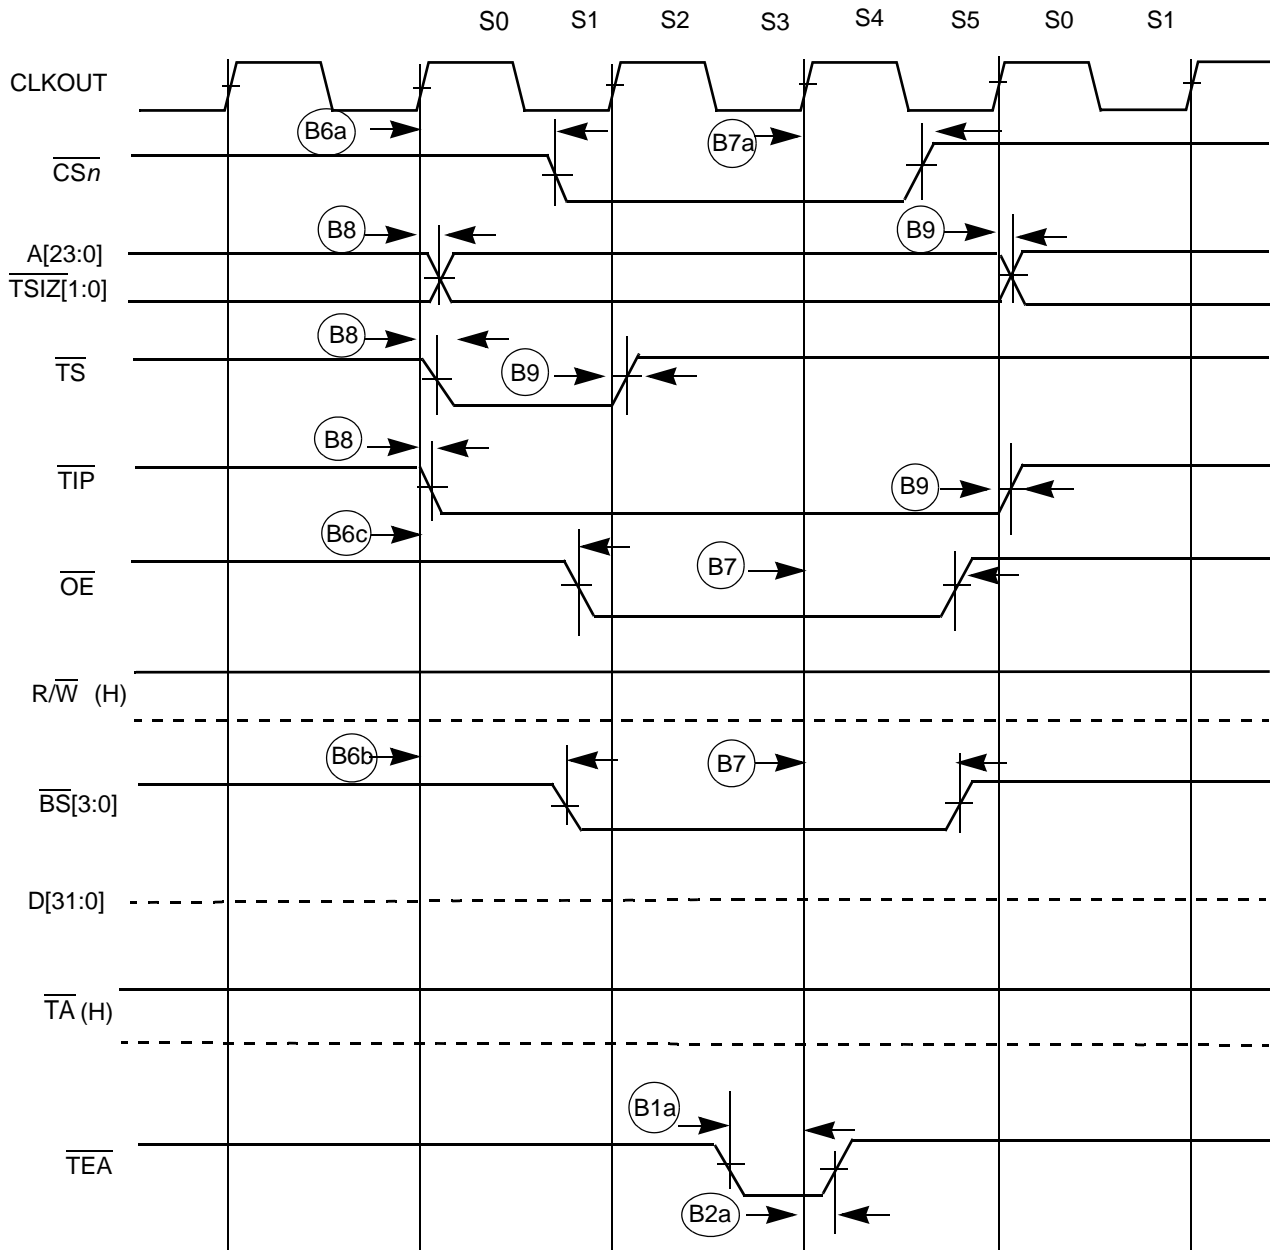 S0 S1 S2 S3 S4 S5 S0 S1
CLKOUT
B6a B7a
CSn
B8 B9
A[23:0]
TSIZ[1:0]
B8
TS B9
B8
TIP B9
B6c
OE B7
R/W (H)
B6b B7
BS[3:0]
D[31:0]
TA (H)
B1a
TEA
B2a